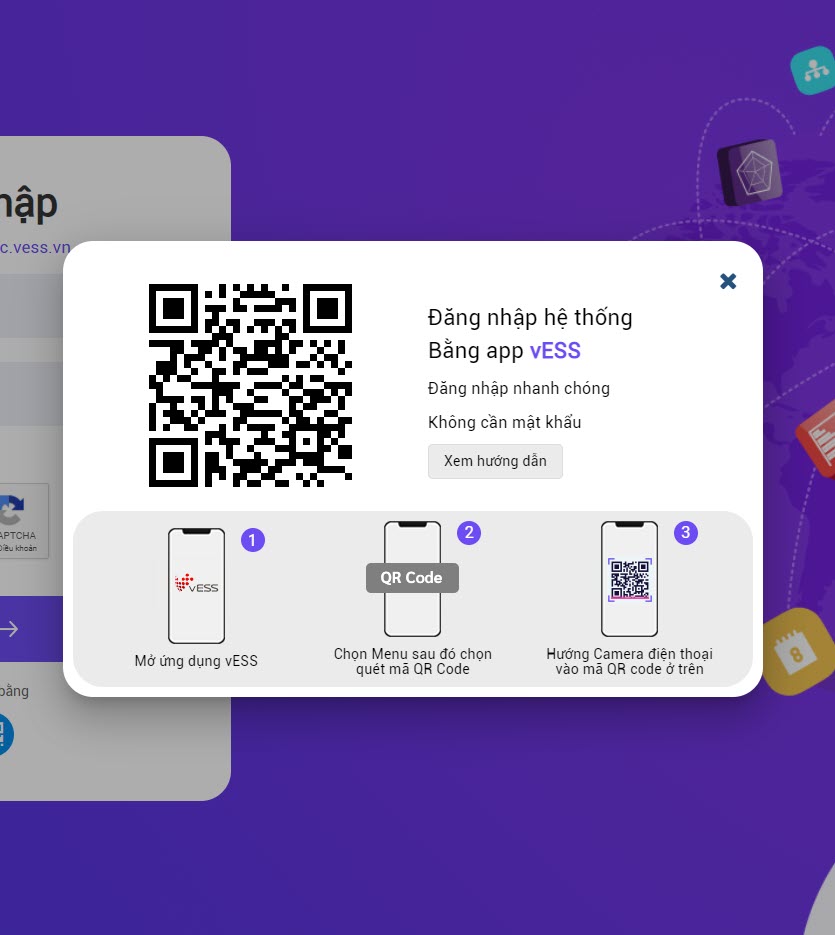 hập
c.vess.vn
Đăng nhập hệ thống
Bằng app vESS
Đăng nhập nhanh chóng
Không cần mật khẩu
Xem hướng dẫn
APTCHA
Điều khoản
bằng
1
vESS
Mở ứng dụng vESS
2
QR Code
Chọn Menu sau đó chọn
quét mã QR Code
3
Hướng Camera điện thoại
vào mã QR code ở trên
8